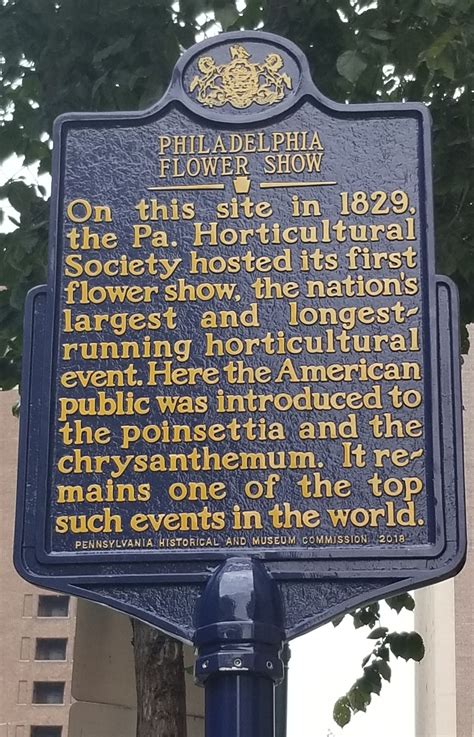 PHILADELPHIA
FLOWER SHOW
On this site in 1829,
the Pa. Horticultural
Society hosted its first
flower show, the nation's
largest and longest-
running horticultural
event. Here the American
public was introduced to
the poinsettia and the
chrysanthemum. It re-
mains one of the top
such events in the world.
PENNSYLVANIA HISTORICAL AND MUSEUM COMMISSION 2018